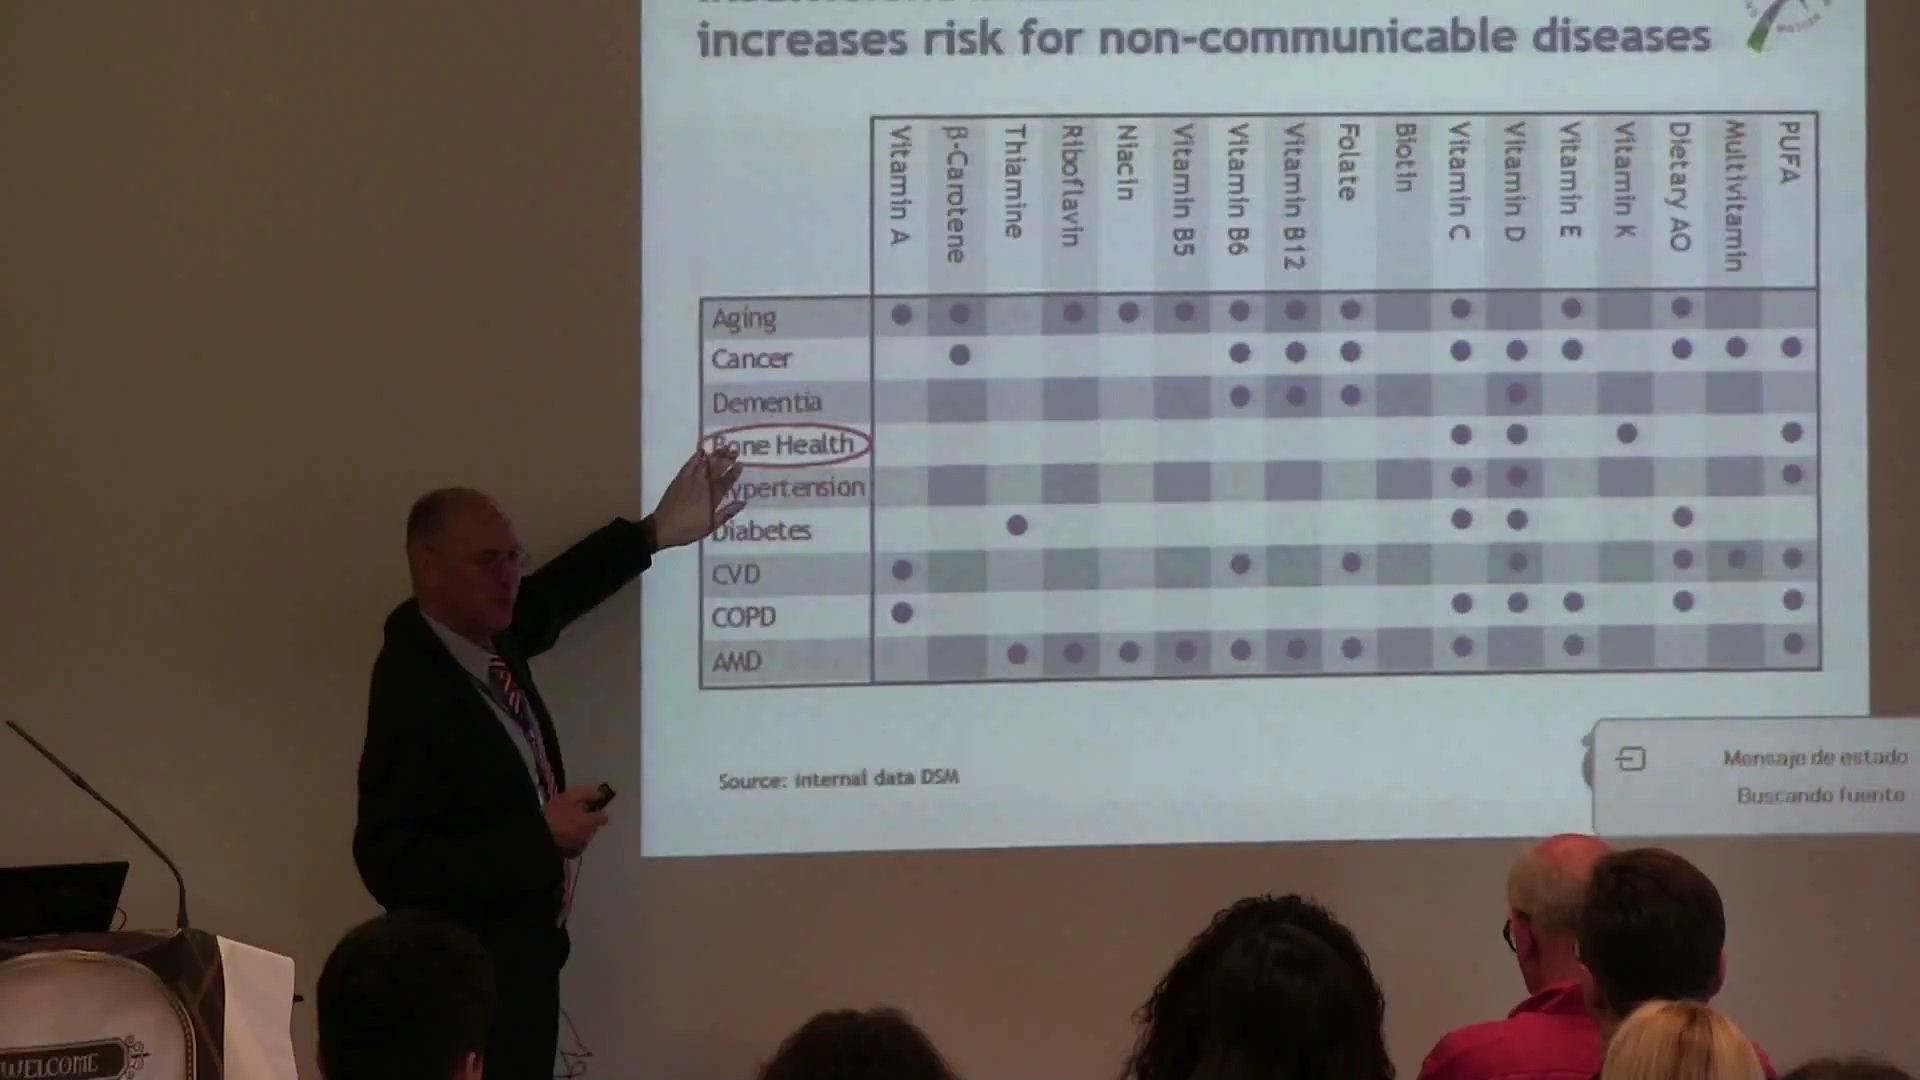 increases risk for non-communicable diseases
Vitamin A
β-Carotene
Thiamine
Riboflavin
Niacin
Vitamin B5
Vitamin B6
Vitamin B12
Folate
Biotin
Vitamin C
Vitamin D
Vitamin E
Vitamin K
Dietary AO
Multivitamin
PUFA
Aging
Cancer
Dementia
Bone Health
Hypertension
Diabetes
CVD
COPD
AMD
Source: internal data DSM
Mensaje de estado
Buscando fuente
WELCOME